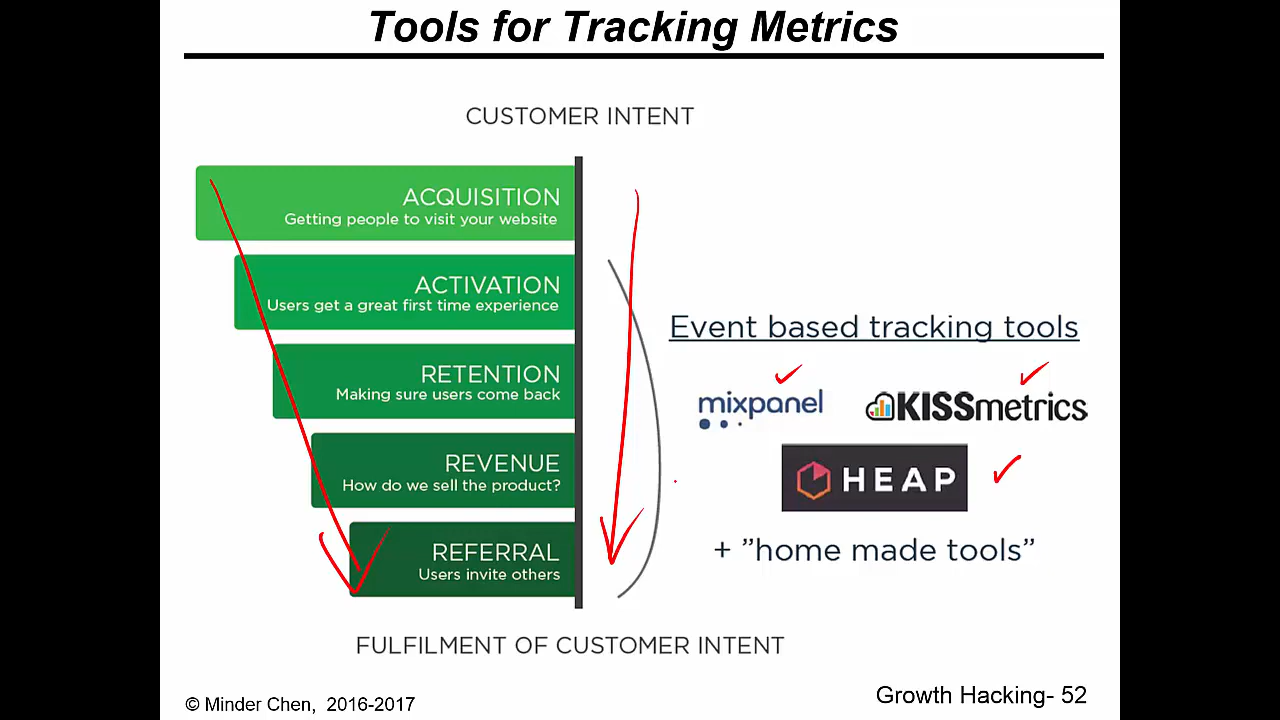 Tools for Tracking Metrics
CUSTOMER INTENT
ACQUISITION
Getting people to visit your website
ACTIVATION
Users get a great first time experience
RETENTION
Making sure users come back
REVENUE
How do we sell the product?
REFERRAL
Users invite others
Event based tracking tools
mixpanel
KISSmetrics
HEAP
+ ”home made tools”
FULFILMENT OF CUSTOMER INTENT
© Minder Chen, 2016-2017
Growth Hacking- 52